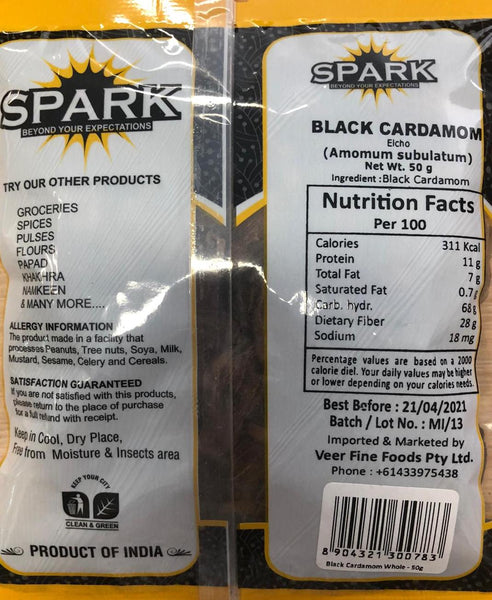 SPARK
BEYOND YOUR EXPECTATIONS
TRY OUR OTHER PRODUCTS
GROCERIES
SPICES
PULSES
FLOURS
PAPAD
KHAKHRA
NAMKEEN
& MANY MORE....
ALLERGY INFORMATION
The product made in a facility that
processes Peanuts, Tree nuts, Soya, Milk,
Mustard, Sesame, Celery and Cereals.
SATISFACTION GUARANTEED
If you are not satisfied with this products,
please return to the place of purchase
for a full refund with receipt.
Keep in Cool, Dry Place,
Free from Moisture & Insects area
KEEP YOUR CITY
CLEAN & GREEN
PRODUCT OF INDIA
SPARK
BEYOND YOUR EXPECTATIONS
BLACK CARDAMOM
Elcho
(Amomum subulatum)
Net Wt. 50 g
Ingredient :Black Cardamom
Nutrition Facts
Per 100
Calories 311 Kcal
Protein 11 g
Total Fat 7 g
Saturated Fat 0.7 g
Carb. hydr. 68 g
Dietary Fiber 28 g
Sodium 18 mg
Percentage values are based on a 2000
calorie diel. Your daily values may be higher
or lower depending on your calories needs.
Best Before : 21/04/2021
Batch / Lot No. : MI/13
Imported & Marketed by
Veer Fine Foods Pty Ltd.
Phone : +61433975438
8 904321 300783
Black Cardamom Whole - 50g